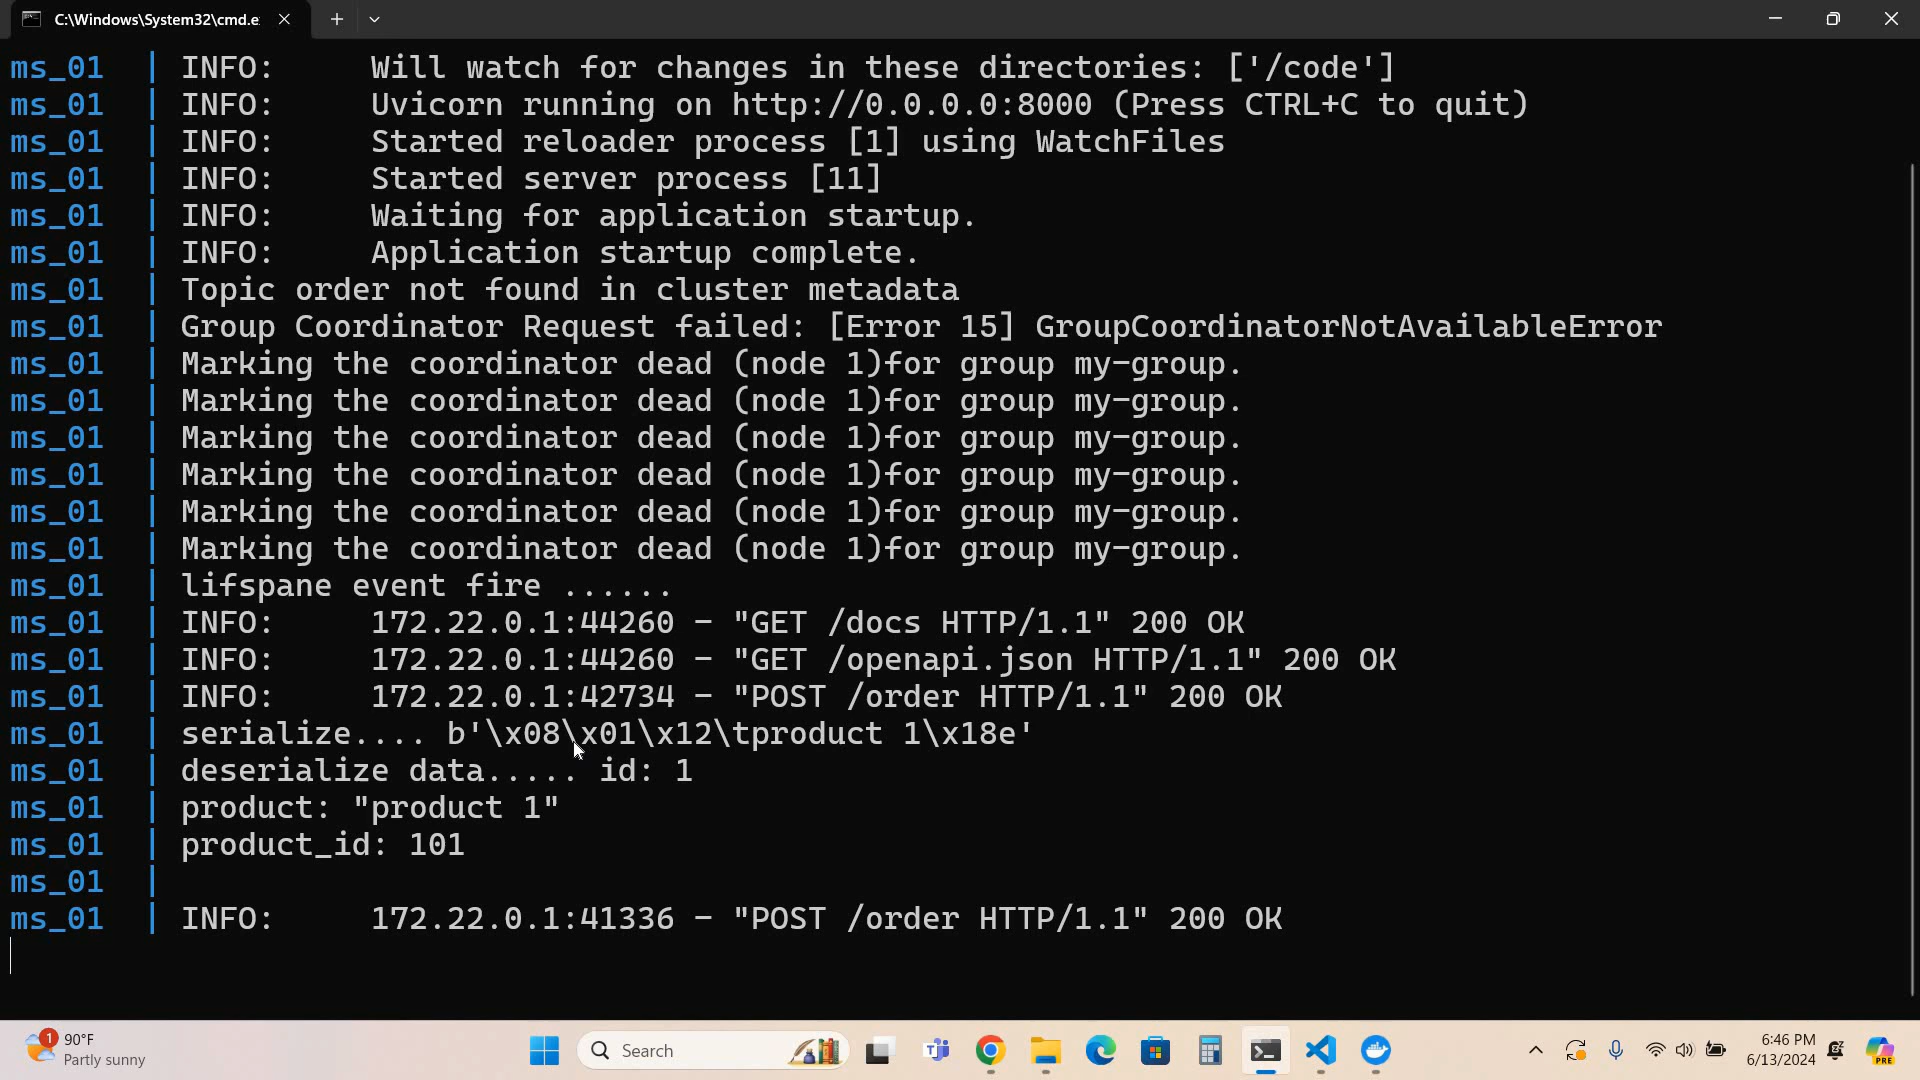 C:\Windows\System32\cmd.e
ms_01 | INFO: Will watch for changes in these directories: ['/code']
ms_01 | INFO: Uvicorn running on http://0.0.0.0:8000 (Press CTRL+C to quit)
ms_01 | INFO: Started reloader process [1] using WatchFiles
ms_01 | INFO: Started server process [11]
ms_01 | INFO: Waiting for application startup.
ms_01 | INFO: Application startup complete.
ms_01 | Topic order not found in cluster metadata
ms_01 | Group Coordinator Request failed: [Error 15] GroupCoordinatorNotAvailableError
ms_01 | Marking the coordinator dead (node 1)for group my-group.
ms_01 | Marking the coordinator dead (node 1)for group my-group.
ms_01 | Marking the coordinator dead (node 1)for group my-group.
ms_01 | Marking the coordinator dead (node 1)for group my-group.
ms_01 | Marking the coordinator dead (node 1)for group my-group.
ms_01 | Marking the coordinator dead (node 1)for group my-group.
ms_01 | lifspane event fire ......
ms_01 | INFO: 172.22.0.1:44260 - "GET /docs HTTP/1.1" 200 OK
ms_01 | INFO: 172.22.0.1:44260 - "GET /openapi.json HTTP/1.1" 200 OK
ms_01 | INFO: 172.22.0.1:42734 - "POST /order HTTP/1.1" 200 OK
ms_01 | serialize.... b'\x08\x01\x12\tproduct 1\x18e'
ms_01 | deserialize data..... id: 1
ms_01 | product: "product 1"
ms_01 | product_id: 101
ms_01 |
ms_01 | INFO: 172.22.0.1:41336 - "POST /order HTTP/1.1" 200 OK
1
90°F
Partly sunny
Search
PRE
6:46 PM
6/13/2024